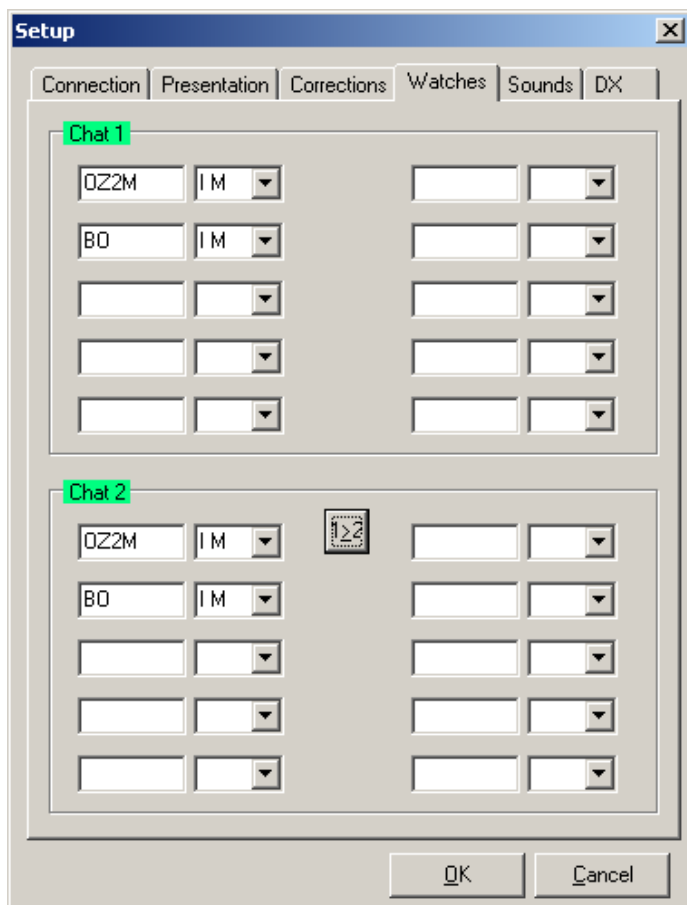 Setup
Connection Presentation Corrections Watches Sounds DX
Chat 1
OZ2M I M
BO I M
Chat 2
OZ2M I M 1>2
BO I M
OK Cancel